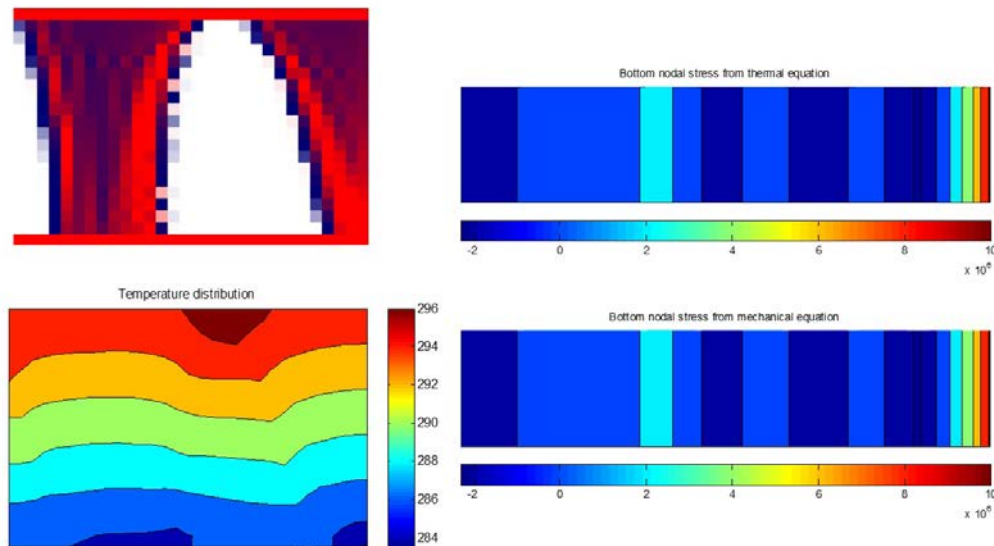 Bottom nodal stress from thermal equation
-2 0 2 4 6 8 10
x 10^6
Temperature distribution
296
294
292
290
288
286
284
Bottom nodal stress from mechanical equation
-2 0 2 4 6 8 10
x 10^6